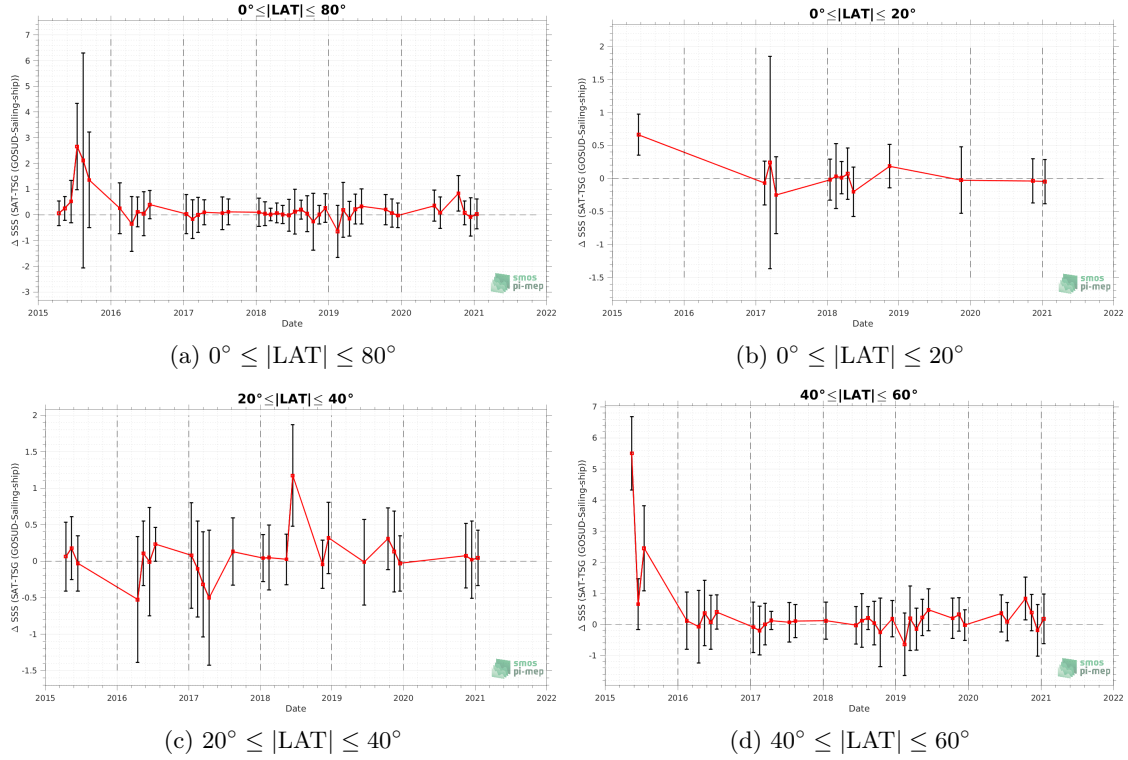 0°≤|LAT|≤ 80°
Δ SSS (SAT-TSG (GOSUD-Sailing-ship))
7
6
5
4
3
2
1
0
-1
-2
-3
2015 2016 2017 2018 2019 2020 2021 2022
Date
smos
pi-mep
(a) 0° ≤ |LAT| ≤ 80°
0°≤|LAT|≤ 20°
Δ SSS (SAT-TSG (GOSUD-Sailing-ship))
2
1.5
1
0.5
0
-0.5
-1
-1.5
2015 2016 2017 2018 2019 2020 2021 2022
Date
smos
pi-mep
(b) 0° ≤ |LAT| ≤ 20°
20°≤|LAT|≤ 40°
Δ SSS (SAT-TSG (GOSUD-Sailing-ship))
2
1.5
1
0.5
0
-0.5
-1
-1.5
2015 2016 2017 2018 2019 2020 2021 2022
Date
smos
pi-mep
(c) 20° ≤ |LAT| ≤ 40°
40°≤|LAT|≤ 60°
Δ SSS (SAT-TSG (GOSUD-Sailing-ship))
7
6
5
4
3
2
1
0
-1
2015 2016 2017 2018 2019 2020 2021 2022
Date
smos
pi-mep
(d) 40° ≤ |LAT| ≤ 60°